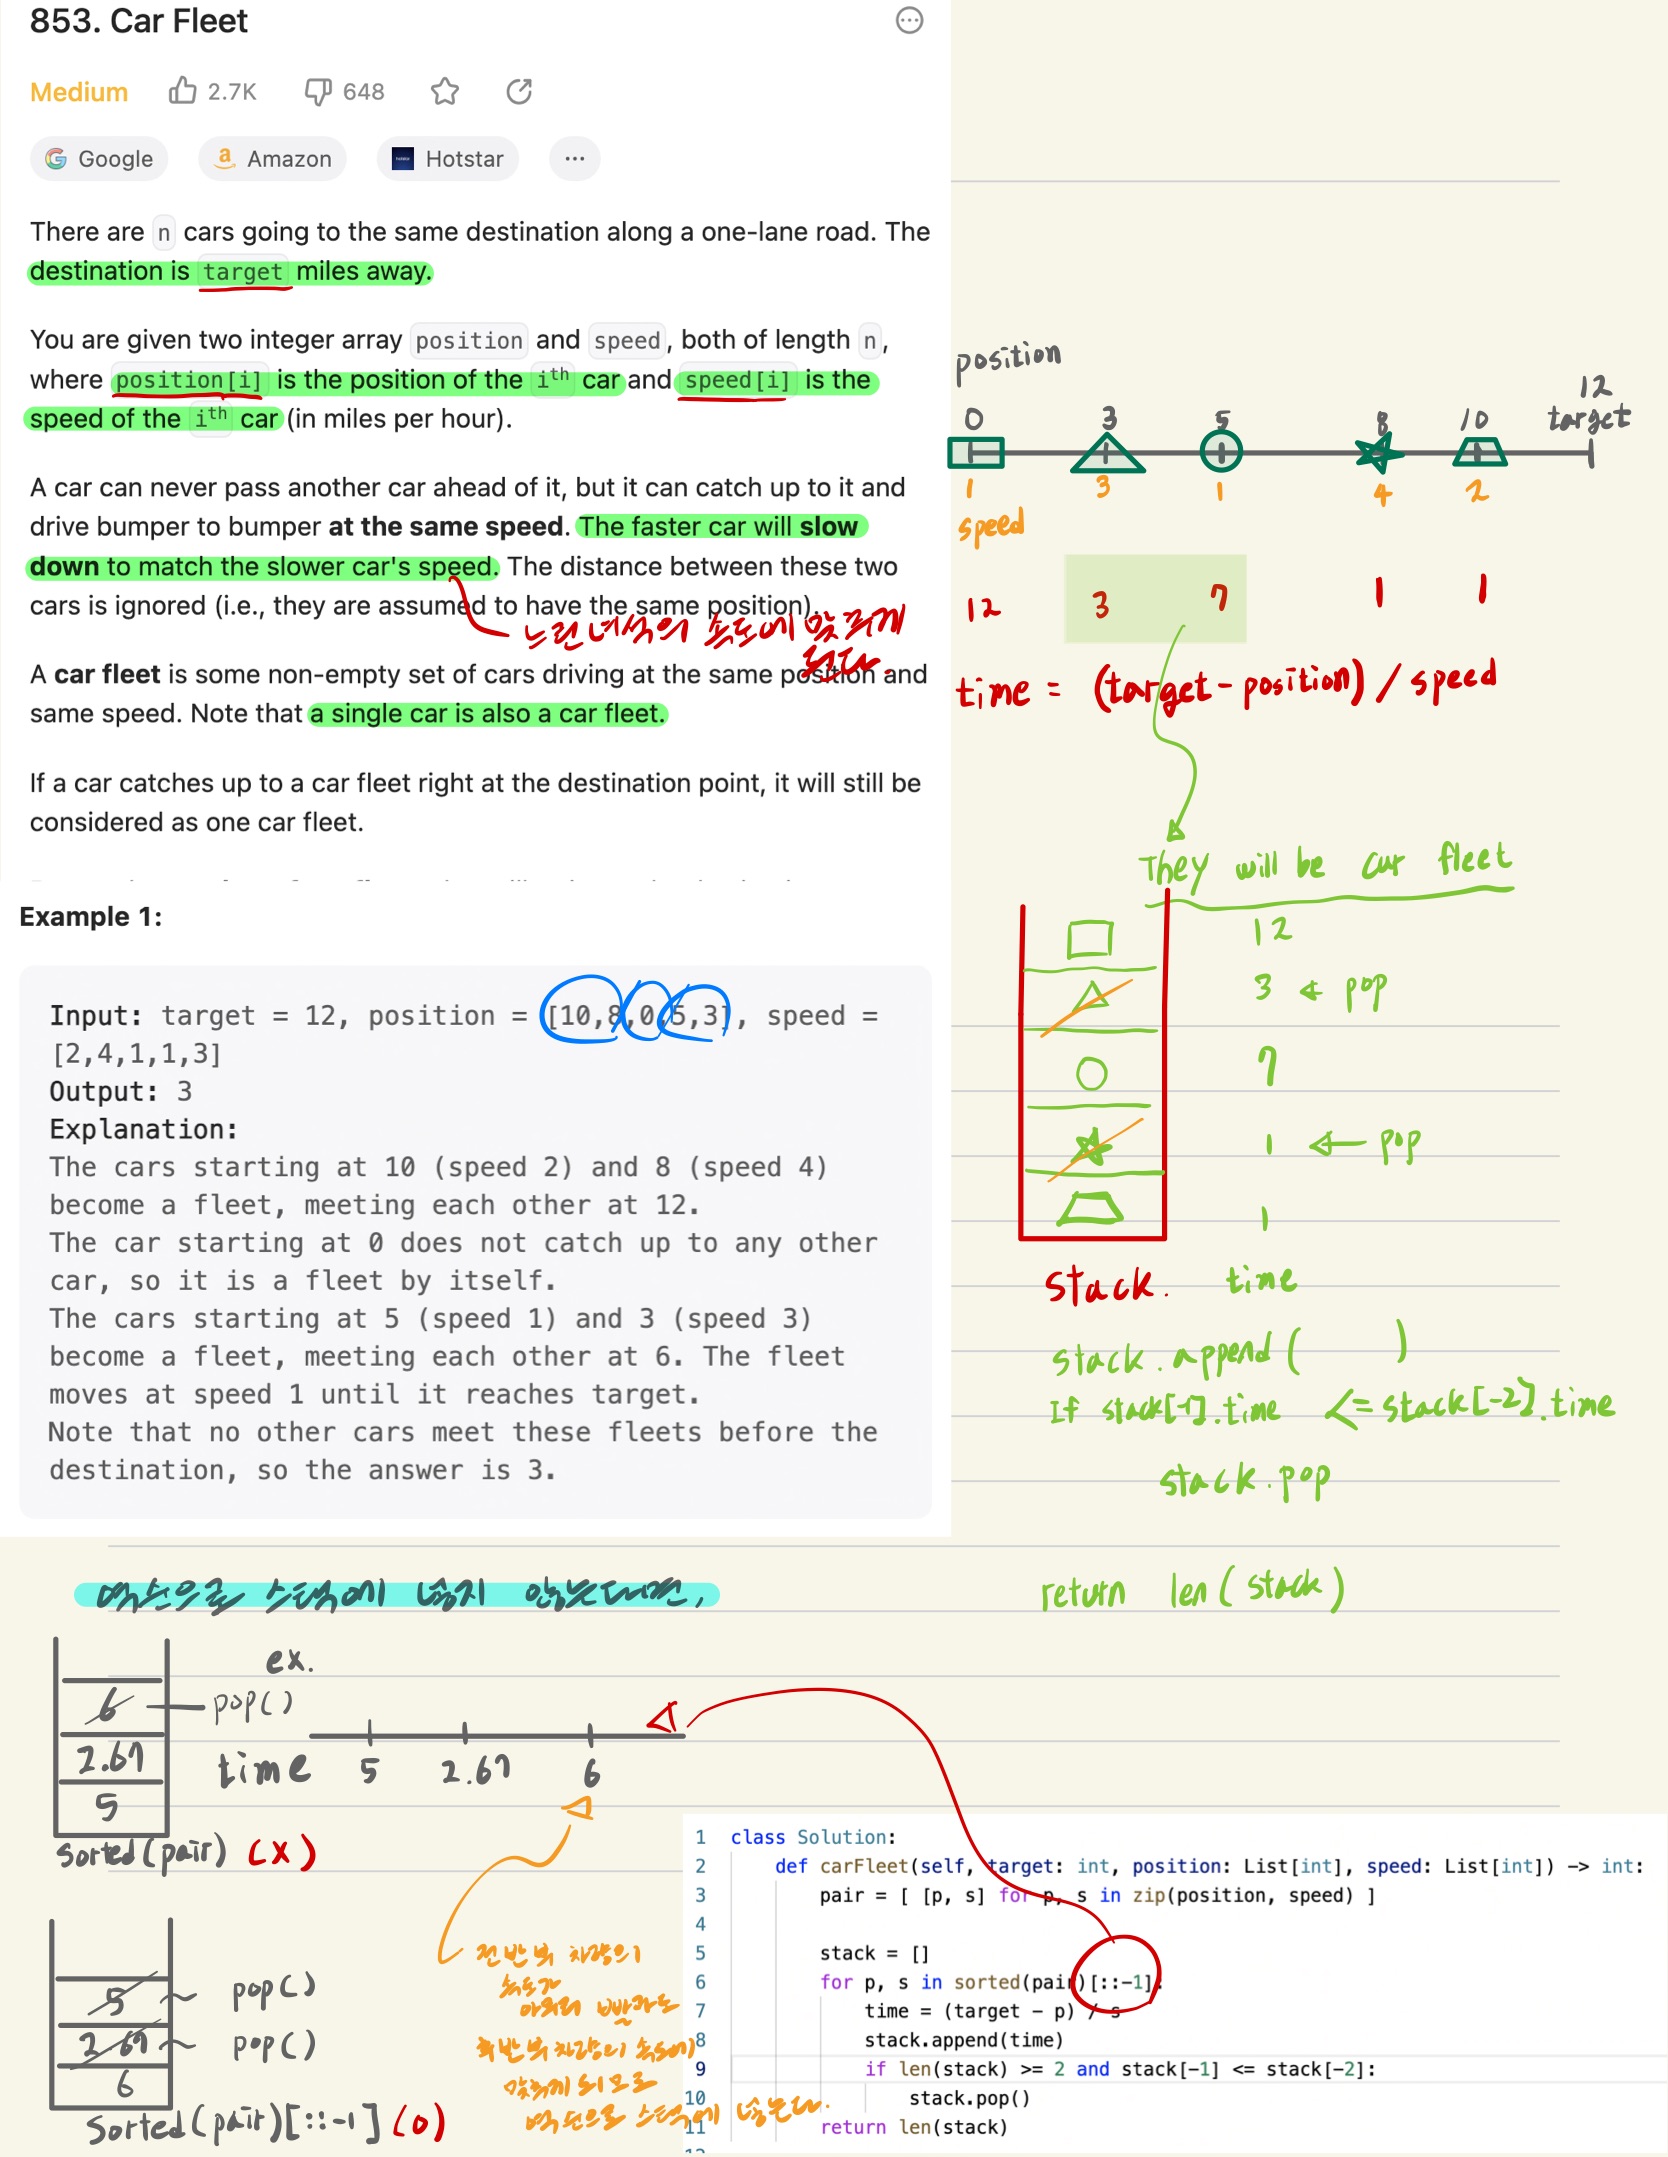 853. Car Fleet
Medium 2.7K 648
Google Amazon Hotstar
There are n cars going to the same destination along a one-lane road. The
destination is target miles away.
You are given two integer array position and speed, both of length n,
where position[i] is the position of the ith car and speed[i] is the
speed of the ith car (in miles per hour).
A car can never pass another car ahead of it, but it can catch up to it and
drive bumper to bumper at the same speed. The faster car will slow
down to match the slower car's speed. The distance between these two
cars is ignored (i.e., they are assumed to have the same position).
느린 녀석의 속도에 맞추게
된다.
A car fleet is some non-empty set of cars driving at the same position and
same speed. Note that a single car is also a car fleet.
If a car catches up to a car fleet right at the destination point, it will still be
considered as one car fleet.
Example 1:
Input: target = 12, position = [10,8,0,5,3], speed =
[2,4,1,1,3]
Output: 3
Explanation:
The cars starting at 10 (speed 2) and 8 (speed 4)
become a fleet, meeting each other at 12.
The car starting at 0 does not catch up to any other
car, so it is a fleet by itself.
The cars starting at 5 (speed 1) and 3 (speed 3)
become a fleet, meeting each other at 6. The fleet
moves at speed 1 until it reaches target.
Note that no other cars meet these fleets before the
destination, so the answer is 3.
position
12
0 3 5 8 10 target
1 3 1 4 2
speed
12 3 7 1 1
time = (target - position) / speed
They will be car fleet
12
3 pop
7
1 pop
1
stack. time
stack.append( )
If stack[-1].time <= stack[-2].time
stack.pop
return len(stack)
역순으로 스택에 넣지 않는다면,
ex.
6 pop()
2.67
5
time 5 2.67 6
sorted(pair) (x)
5 pop()
2.67 pop()
6
sorted(pair)[::-1] (o)
전반부 차량의
속도가
아무리 빨라도
후반부 차량의 속도에
맞추게 되므로
역순으로 스택에 넣는다.
1 class Solution:
2 def carFleet(self, target: int, position: List[int], speed: List[int]) -> int:
3 pair = [ [p, s] for p, s in zip(position, speed) ]
4
5 stack = []
6 for p, s in sorted(pair)[::-1]:
7 time = (target - p) / s
8 stack.append(time)
9 if len(stack) >= 2 and stack[-1] <= stack[-2]:
10 stack.pop()
11 return len(stack)